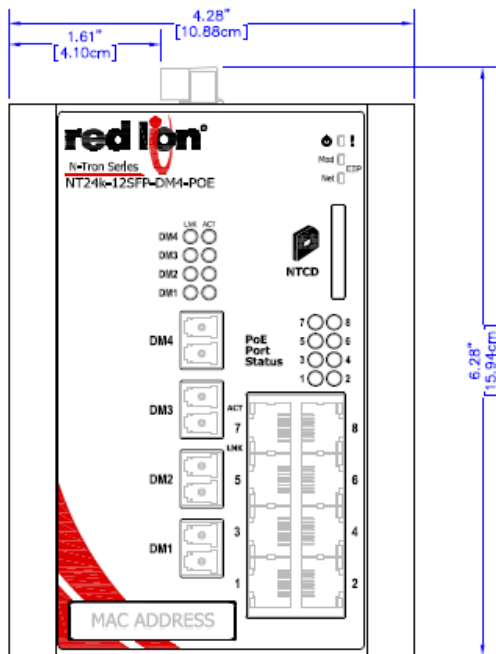 4.28"
[10.88cm]
1.61"
[4.10cm]
red lion®
N-Tron Series
NT24k-12SFP-DM4-POE
!
Mod
EIP
Net
LNK ACT
DM4
DM3
DM2
DM1
NTCD
DM4
PoE
Port
Status
7 8
5 6
3 4
1 2
DM3
ACT
7 8
LNK
DM2
5 6
DM1
3 4
1 2
MAC ADDRESS
6.28"
[15.94cm]